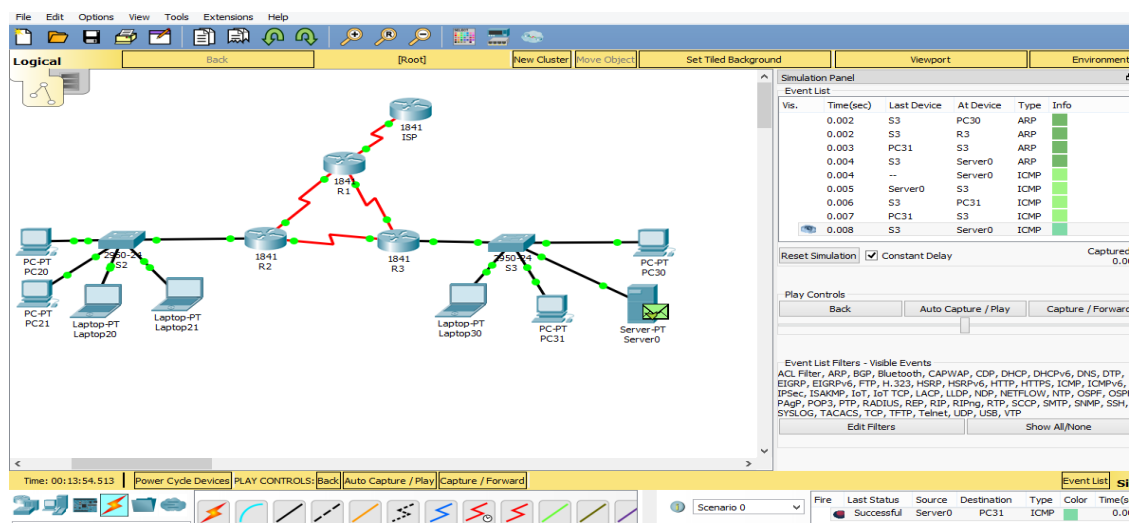 File Edit Options View Tools Extensions Help
Logical Back [Root] New Cluster Move Object Set Tiled Background Viewport Environment
1841
ISP
1841
R1
1841
R2
1841
R3
2950-24
S2
2950-24
S3
PC-PT
PC20
PC-PT
PC21
Laptop-PT
Laptop20
Laptop-PT
Laptop21
Laptop-PT
Laptop30
PC-PT
PC31
PC-PT
PC30
Server-PT
Server0
Simulation Panel
Event List
Vis. Time(sec) Last Device At Device Type Info
0.002 S3 PC30 ARP
0.002 S3 R3 ARP
0.003 PC31 S3 ARP
0.004 S3 Server0 ARP
0.004 -- Server0 ICMP
0.005 Server0 S3 ICMP
0.006 S3 PC31 ICMP
0.007 PC31 S3 ICMP
0.008 S3 Server0 ICMP
Reset Simulation Constant Delay Captured
0.00
Play Controls
Back Auto Capture / Play Capture / Forward
Event List Filters - Visible Events
ACL Filter, ARP, BGP, Bluetooth, CAPWAP, CDP, DHCP, DHCPv6, DNS, DTP,
EIGRP, EIGRPv6, FTP, H.323, HSRP, HSRPv6, HTTP, HTTPS, ICMP, ICMPv6,
IPSec, ISAKMP, IoT, IoT TCP, LACP, LLDP, NDP, NETFLOW, NTP, OSPF, OSPF
PAgP, POP3, PTP, RADIUS, REP, RIP, RIPng, RTP, SCCP, SMTP, SNMP, SSH,
SYSLOG, TACACS, TCP, TFTP, Telnet, UDP, USB, VTP
Edit Filters Show All/None
Time: 00:13:54.513 Power Cycle Devices PLAY CONTROLS: Back Auto Capture / Play Capture / Forward Event List Si
Scenario 0
Fire Last Status Source Destination Type Color Time(s
Successful Server0 PC31 ICMP 0.00